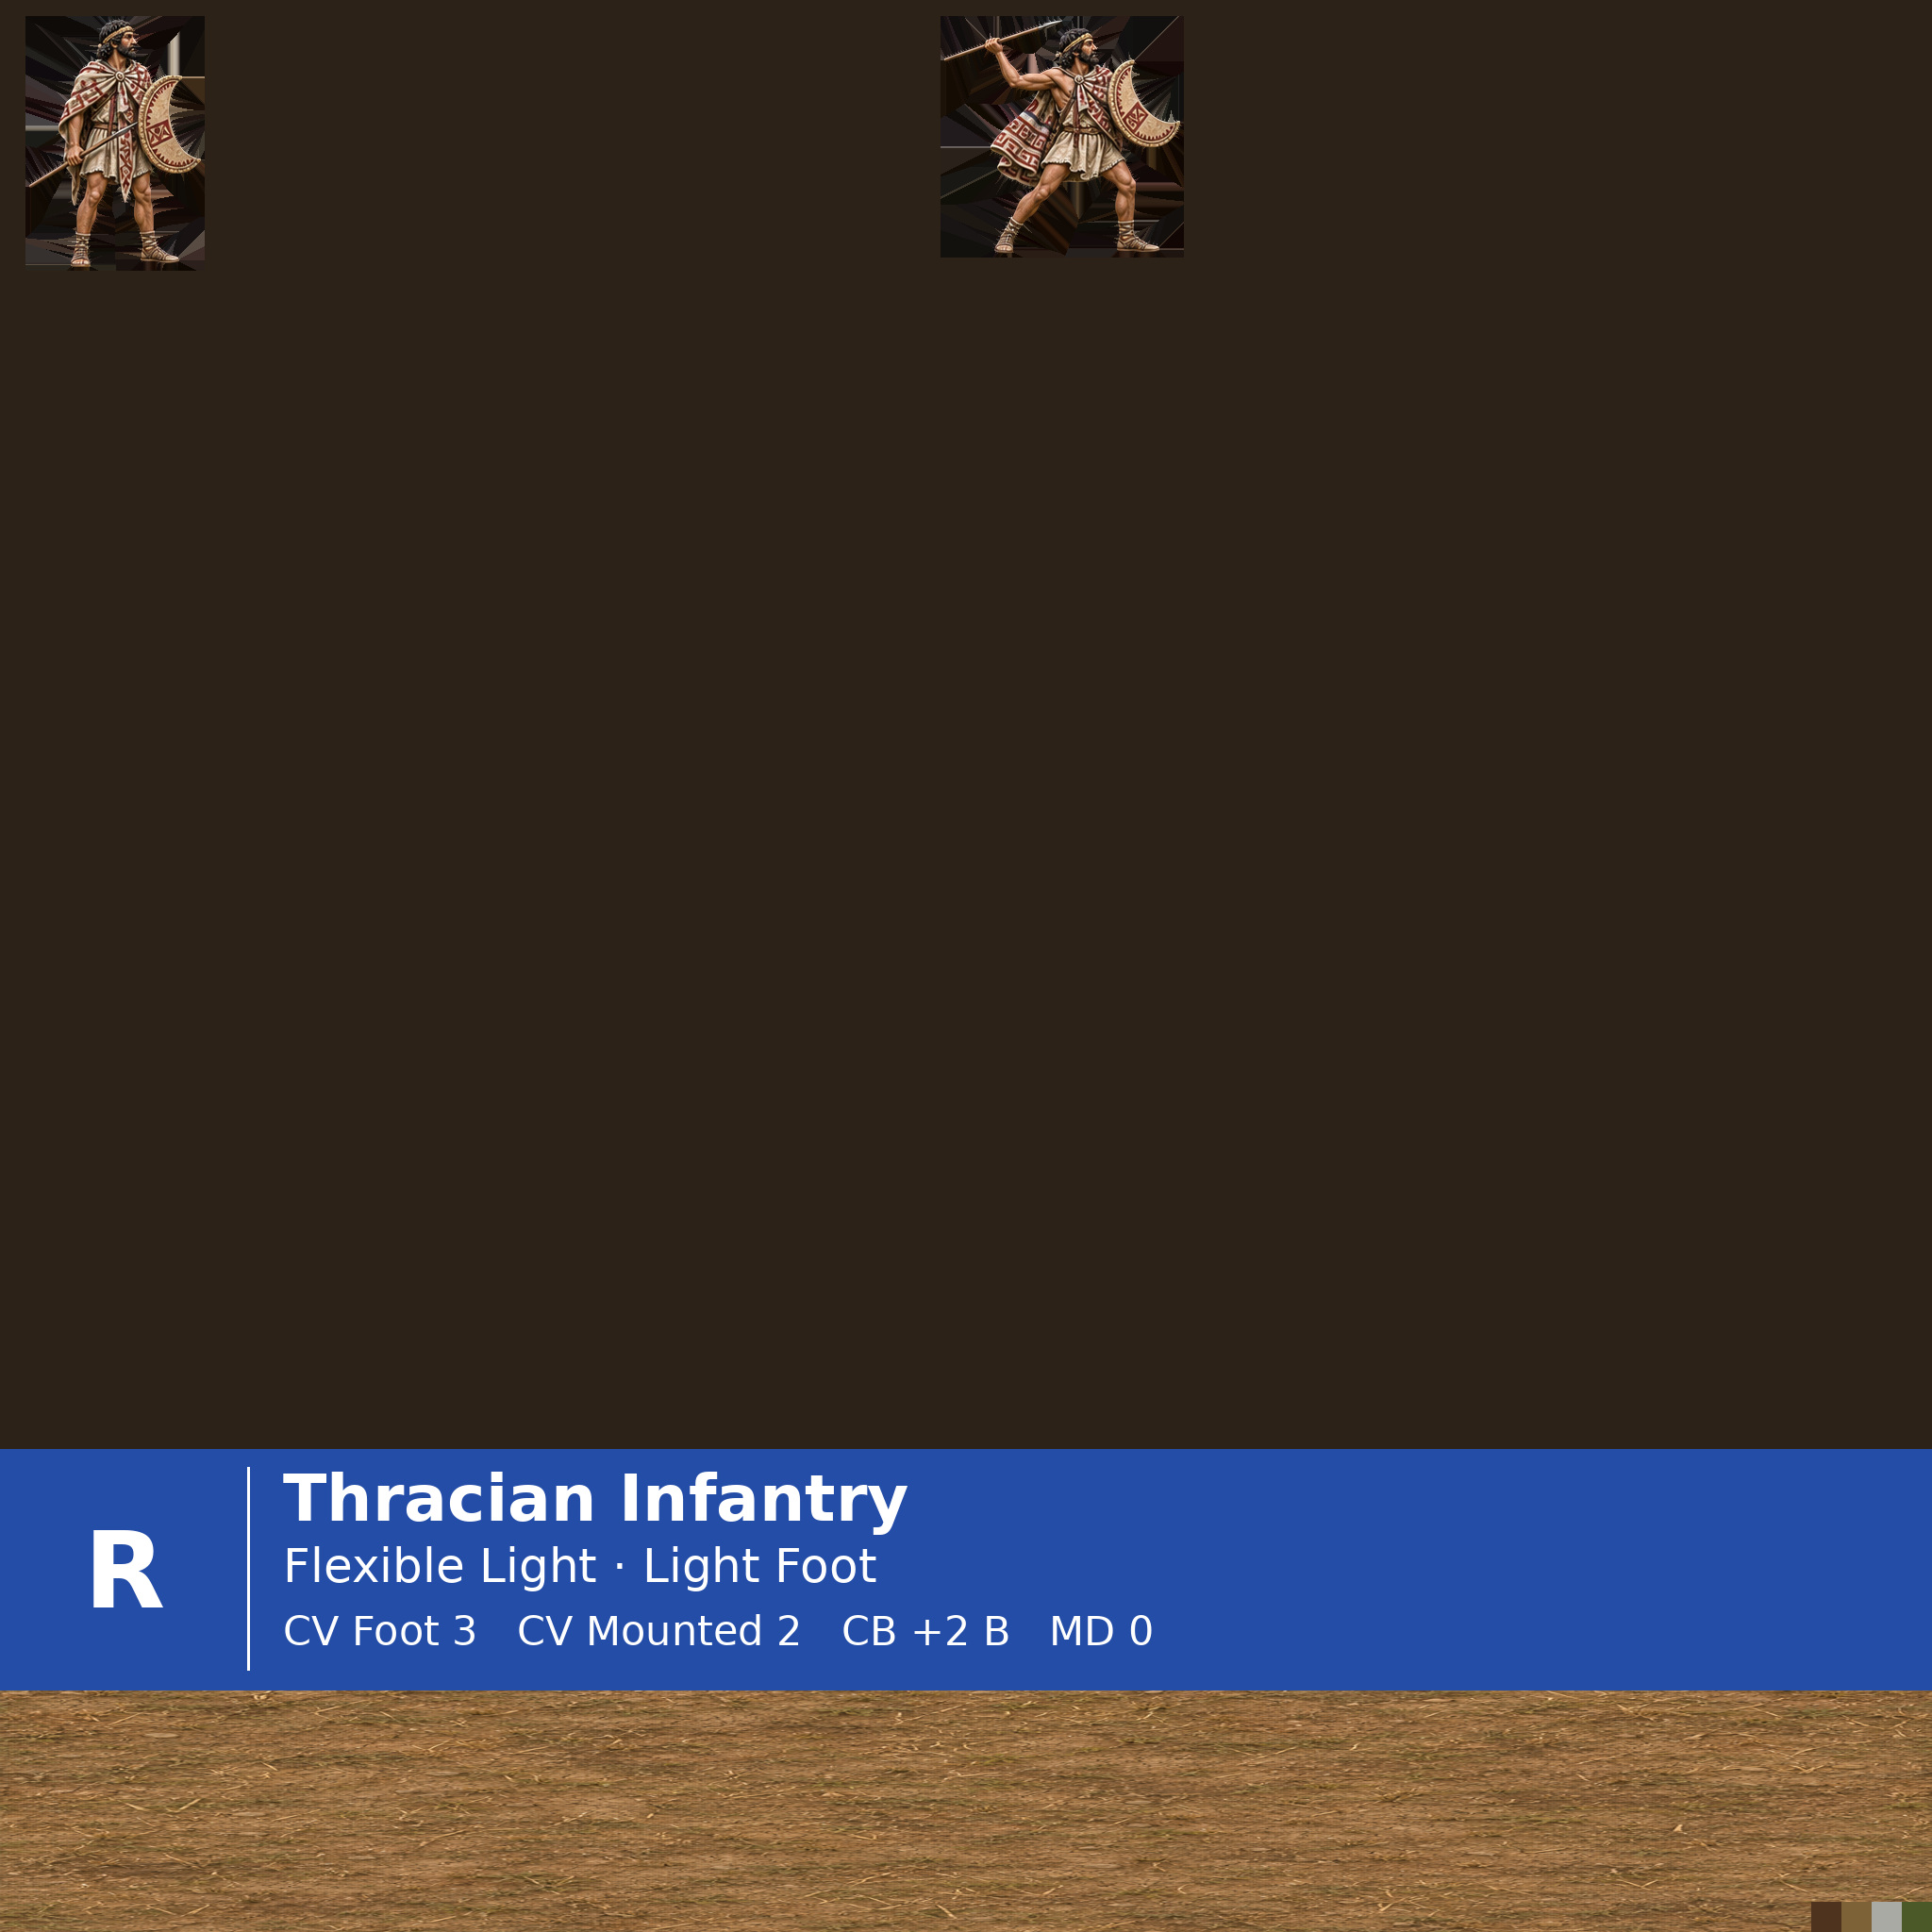 R
Thracian Infantry
Flexible Light · Light Foot
CV Foot 3 CV Mounted 2 CB +2 B MD 0